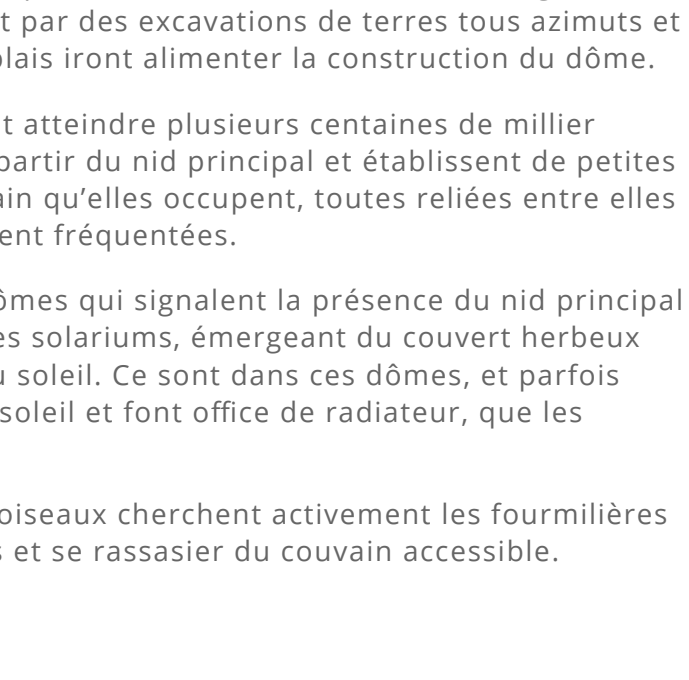 t par des excavations de terres tous azimuts et
iront alimenter la construction du dôme.
t atteindre plusieurs centaines de millier
partir du nid principal et établissent de petites
qu’elles occupent, toutes reliées entre elles
ent fréquentées.
ômes qui signalent la présence du nid principal
es solariums, émergeant du couvert herbeux
soleil. Ce sont dans ces dômes, et parfois
soleil et font office de radiateur, que les
oiseaux cherchent activement les fourmilières
s et se rassasier du couvain accessible.